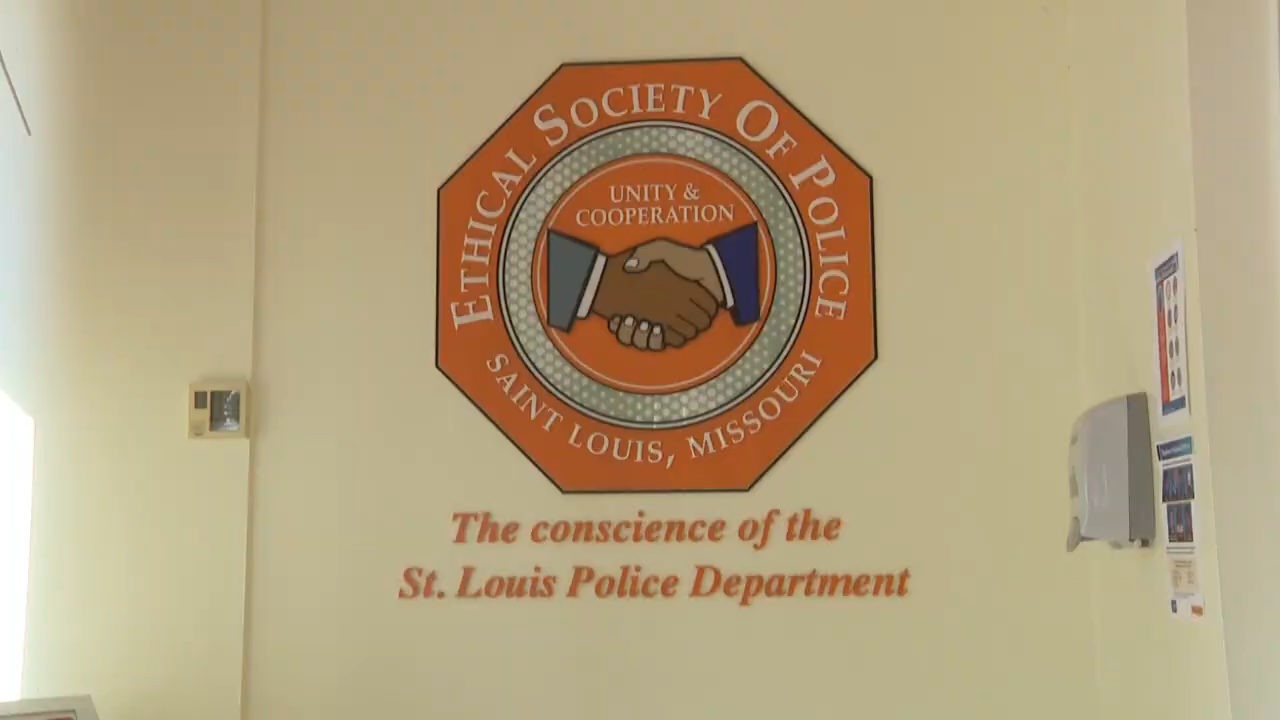 ETHICAL SOCIETY OF POLICE
UNITY &
COOPERATION
SAINT LOUIS, MISSOURI
The conscience of the
St. Louis Police Department